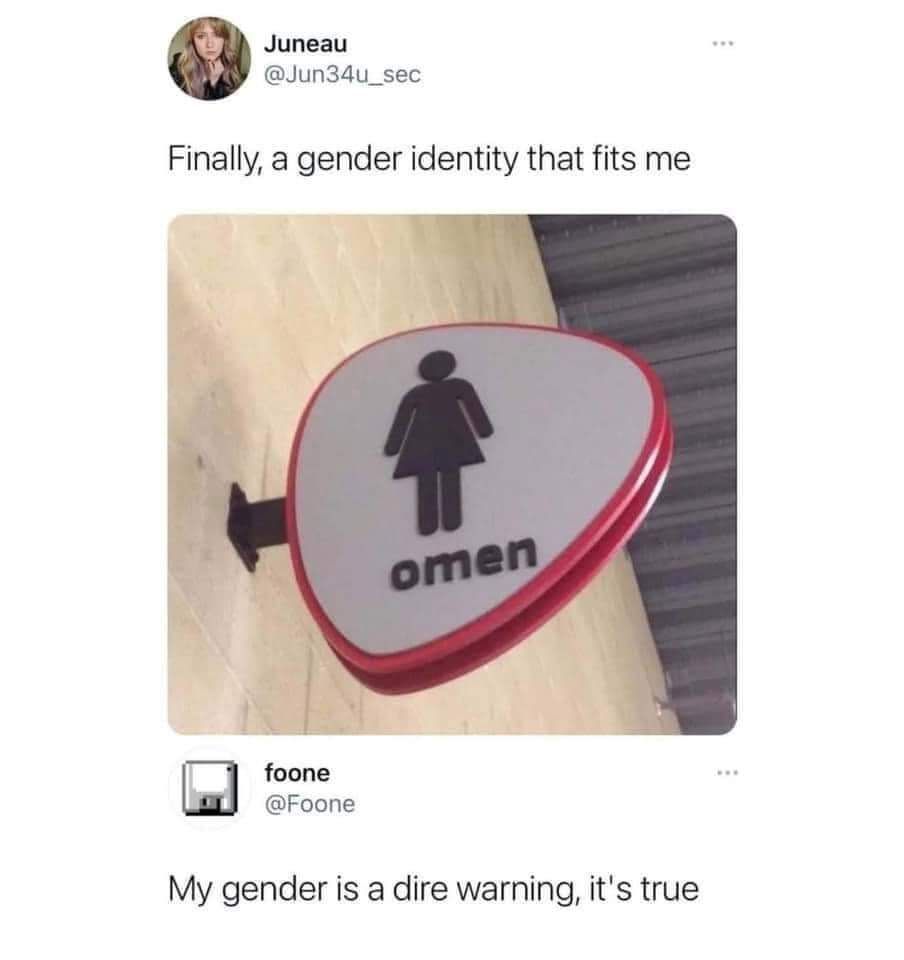 Juneau
@Jun34u_sec
Finally, a gender identity that fits me
omen
foone
@Foone
My gender is a dire warning, it's true